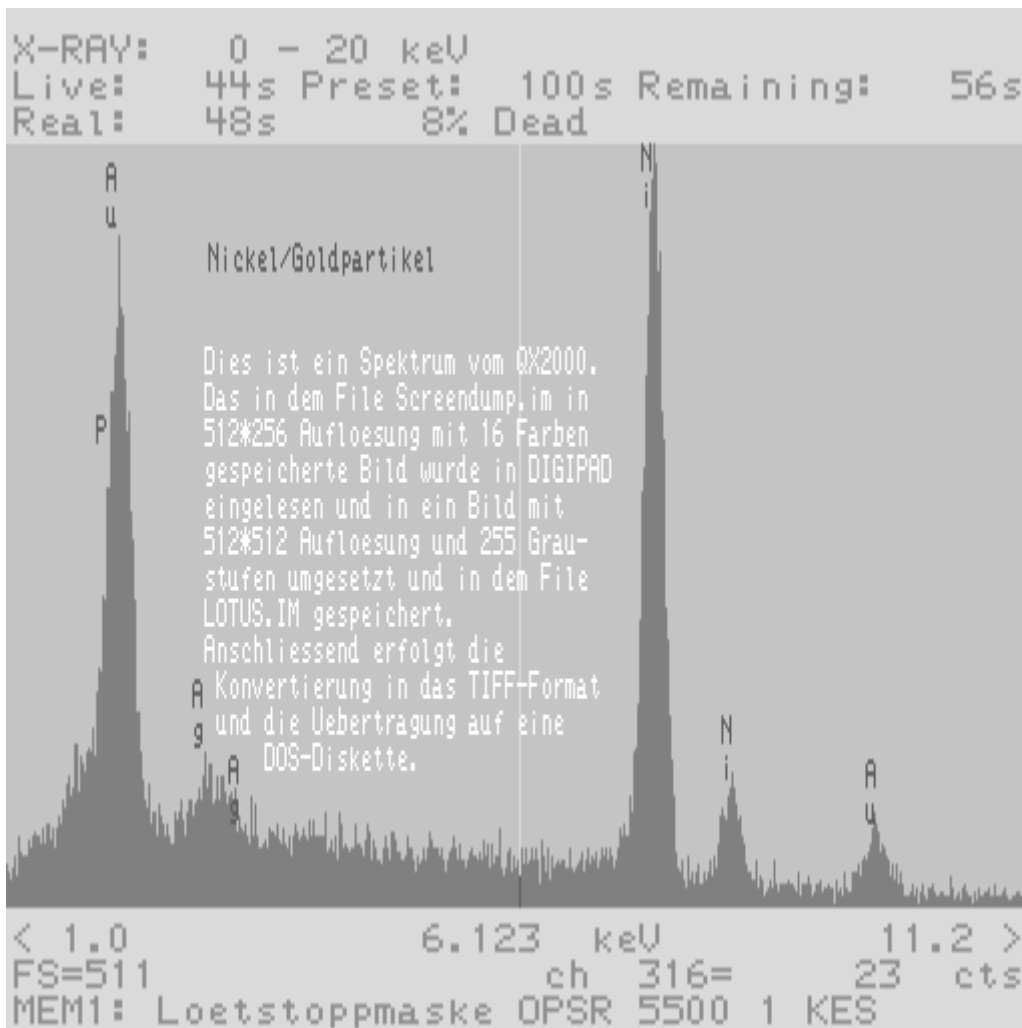 X-RAY: 0 - 20 keV
Live: 44s Preset: 100s Remaining: 56s
Real: 48s 8% Dead
Au
Ni
Nickel/Goldpartikel
Dies ist ein Spektrum vom QX2000.
Das in dem File Screendump.im in
P
512*256 Aufloesung mit 16 Farben
gespeicherte Bild wurde in DIGIPAD
eingelesen und in ein Bild mit
512*512 Aufloesung und 255 Grau-
stufen umgesetzt und in dem File
LOTUS.IM gespeichert.
Anschliessend erfolgt die
Konvertierung in das TIFF-Format
und die Uebertragung auf eine
DOS-Diskette.
Ag
Ag
Ni
Au
< 1.0 6.123 keV 11.2 >
FS=511 ch 316= 23 cts
MEM1: Loetstoppmaske OPSR 5500 1 KES